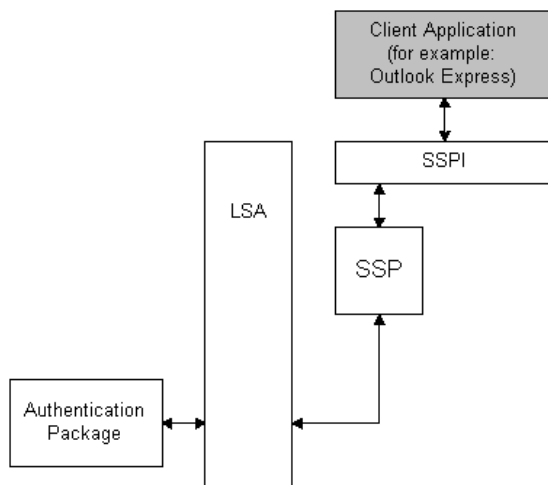 Client Application
(for example:
Outlook Express)
SSPI
LSA
SSP
Authentication
Package